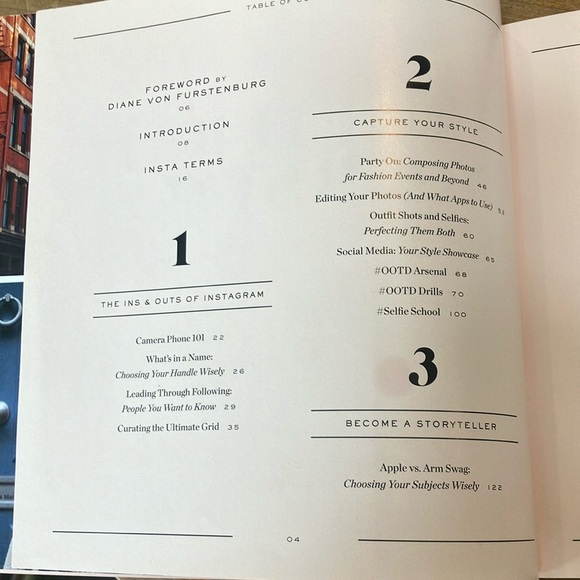 TABLE OF
FOREWORD BY
DIANE VON FURSTENBURG
06
INTRODUCTION
08
INSTA TERMS
16
1
THE INS & OUTS OF INSTAGRAM
Camera Phone 101 22
What's in a Name:
Choosing Your Handle Wisely 26
Leading Through Following:
People You Want to Know 29
Curating the Ultimate Grid 35
2
CAPTURE YOUR STYLE
Party On: Composing Photos
for Fashion Events and Beyond 46
Editing Your Photos (And What Apps to Use)
Outfit Shots and Selfies:
Perfecting Them Both 60
Social Media: Your Style Showcase 65
#OOTD Arsenal 68
#OOTD Drills 70
#Selfie School 100
3
BECOME A STORYTELLER
Apple vs. Arm Swag:
Choosing Your Subjects Wisely 122
04